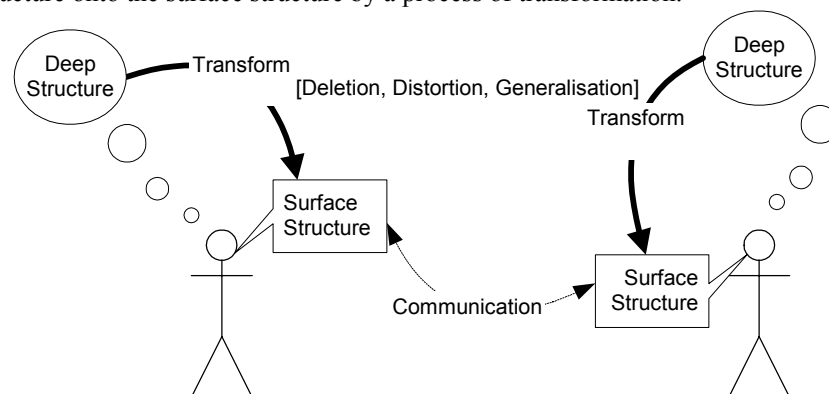 ucture onto the surface structure by a process of transformation.
Deep
Structure
Transform
[Deletion, Distortion, Generalisation]
Deep
Structure
Transform
Surface
Structure
Communication
Surface
Structure